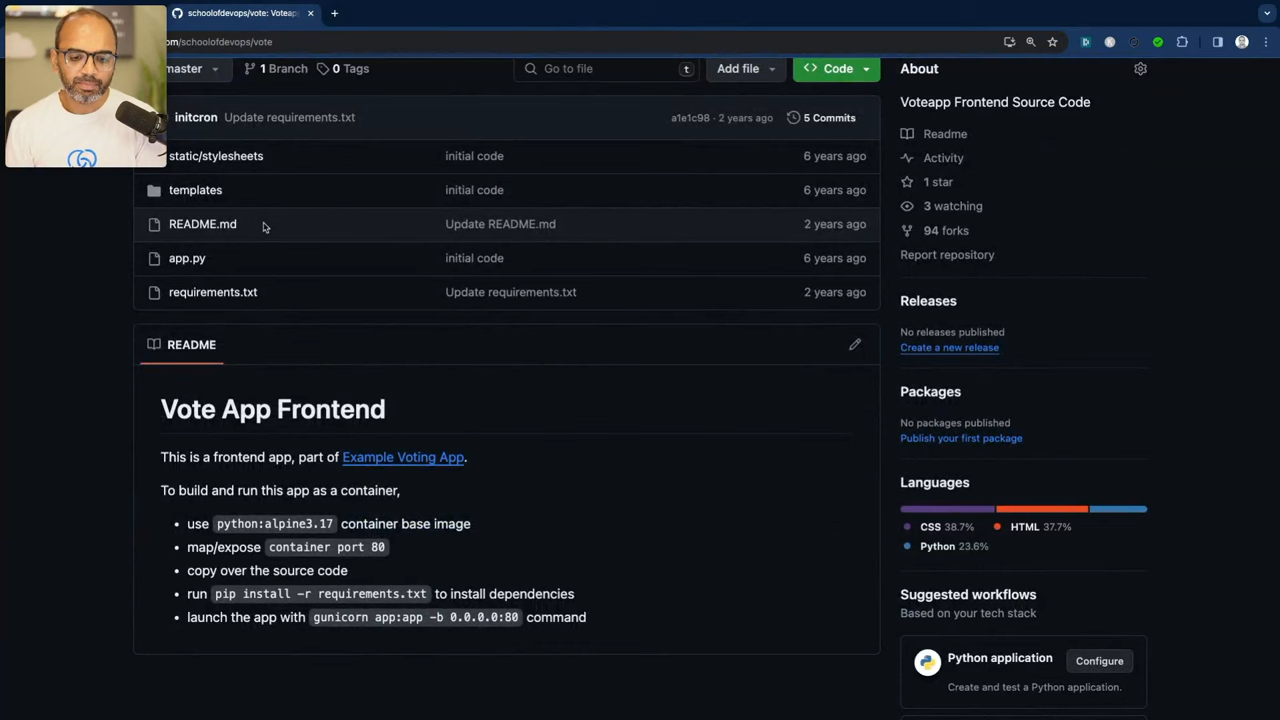 schoolofdevops/vote: Voteap
om/schoolofdevops/vote
master
1 Branch
0 Tags
Go to file
t
Add file
Code
initcron Update requirements.txt
a1e1c98 · 2 years ago
5 Commits
static/stylesheets
initial code
6 years ago
templates
initial code
6 years ago
README.md
Update README.md
2 years ago
app.py
initial code
6 years ago
requirements.txt
Update requirements.txt
2 years ago
README
Vote App Frontend
This is a frontend app, part of Example Voting App.
To build and run this app as a container,
• use python:alpine3.17 container base image
• map/expose container port 80
• copy over the source code
• run pip install -r requirements.txt to install dependencies
• launch the app with gunicorn app:app -b 0.0.0.0:80 command
About
Voteapp Frontend Source Code
Readme
Activity
1 star
3 watching
94 forks
Report repository
Releases
No releases published
Create a new release
Packages
No packages published
Publish your first package
Languages
CSS 38.7%
HTML 37.7%
Python 23.6%
Suggested workflows
Based on your tech stack
Python application
Configure
Create and test a Python application.